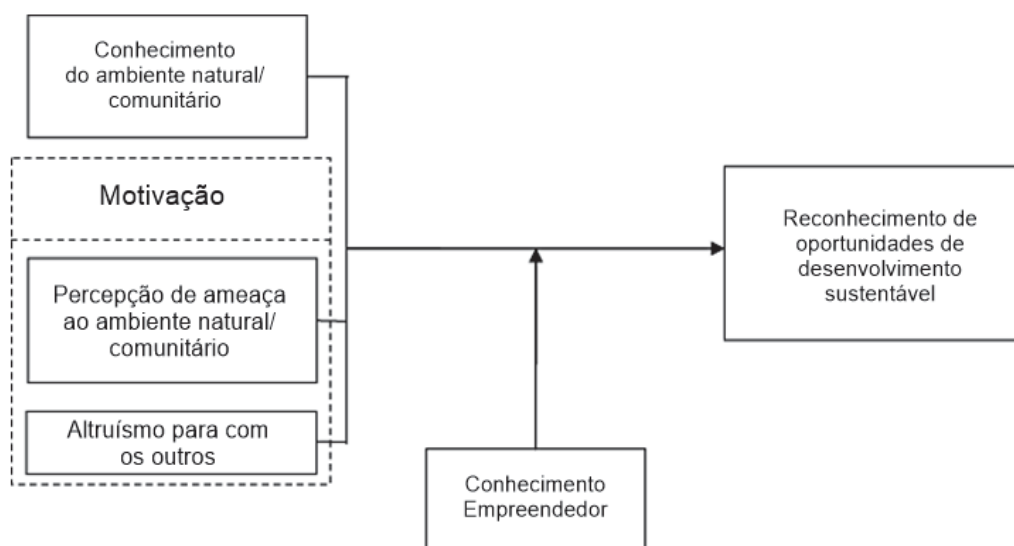 Conhecimento
do ambiente natural/
comunitário
Motivação
Percepção de ameaça
ao ambiente natural/
comunitário
Altruísmo para com
os outros
Conhecimento
Empreendedor
Reconhecimento de
oportunidades de
desenvolvimento
sustentável